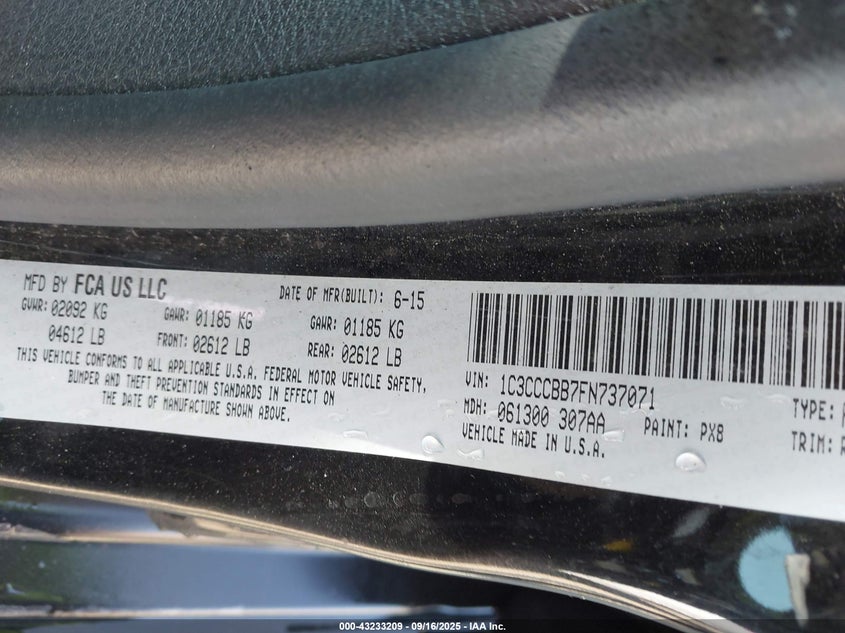 MFD BY FCA US LLC
DATE OF MFR(BUILT): 6-15
GVWR: 02092 KG
04612 LB
GAWR: 01185 KG
FRONT: 02612 LB
GAWR: 01185 KG
REAR: 02612 LB
THIS VEHICLE CONFORMS TO ALL APPLICABLE U.S.A. FEDERAL MOTOR VEHICLE SAFETY,
BUMPER AND THEFT PREVENTION STANDARDS IN EFFECT ON
THE DATE OF MANUFACTURE SHOWN ABOVE.
VIN: 1C3CCCBB7FN737071
MDH: 061300 307AA
PAINT: PX8
VEHICLE MADE IN U.S.A.
TYPE:
TRIM:
000-43233209 - 09/16/2025 - IAA Inc.